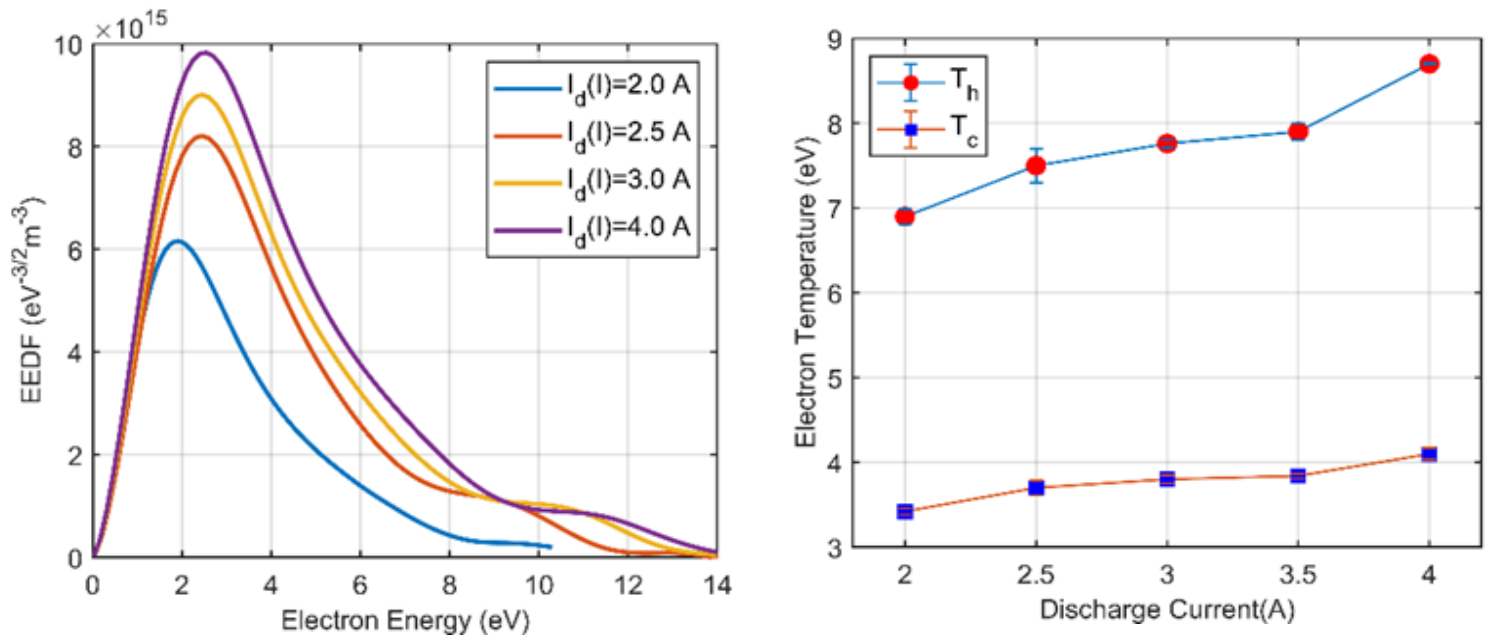 ×10^15
10
8
6
4
2
0
0 2 4 6 8 10 12 14
EEDF (eV^-3/2 m^-3)
Electron Energy (eV)
I_d(I)=2.0 A
I_d(I)=2.5 A
I_d(I)=3.0 A
I_d(I)=4.0 A
9
8
7
6
5
4
3
2 2.5 3 3.5 4
Electron Temperature (eV)
Discharge Current(A)
T_h
T_c